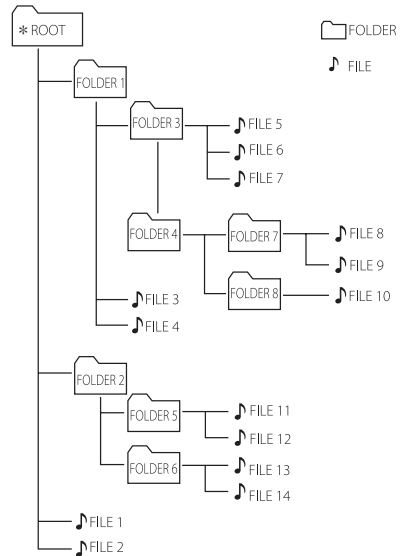 * ROOT
FOLDER
FILE
FOLDER 1
FOLDER 3
FILE 5
FILE 6
FILE 7
FOLDER 4
FOLDER 7
FILE 8
FILE 9
FOLDER 8
FILE 10
FILE 3
FILE 4
FOLDER 2
FOLDER 5
FILE 11
FILE 12
FOLDER 6
FILE 13
FILE 14
FILE 1
FILE 2